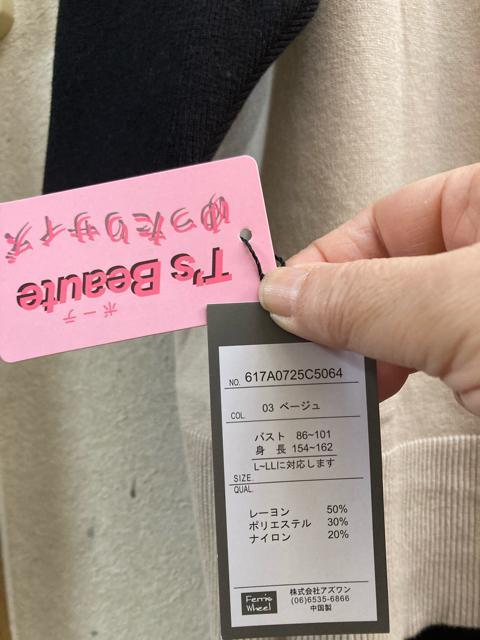 T's Beaute
ボーテ
ゆったりサイズ
NO. 617A0725C5064
COL. 03 ベージュ
バスト 86~101
身 長 154~162
L~LLに対応します
SIZE.
QUAL.
レーヨン 50%
ポリエステル 30%
ナイロン 20%
Ferris Wheel
株式会社アズワン
(06)6535-6866
中国製